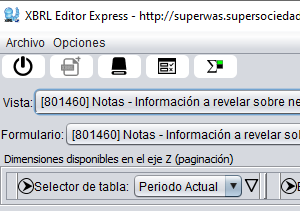 XBRL Editor Express - http://superwas.supersociedad
Archivo Opciones
Vista: [801460] Notas - Información a revelar sobre ne
Formulario: [801460] Notas - Información a revelar sol
Dimensiones disponibles en el eje Z (paginación)
Selector de tabla: Periodo Actual